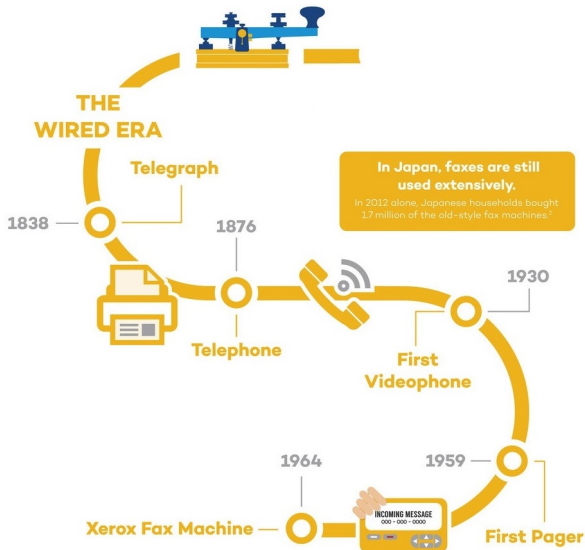 THE
WIRED ERA
Telegraph
1838
In Japan, faxes are still
used extensively.
In 2012 alone, Japanese households bought
1.7 million of the old-style fax machines.²
1876
Telephone
1930
First
Videophone
1964
1959
INCOMING MESSAGE
000 - 000 - 0000
Xerox Fax Machine
First Pager